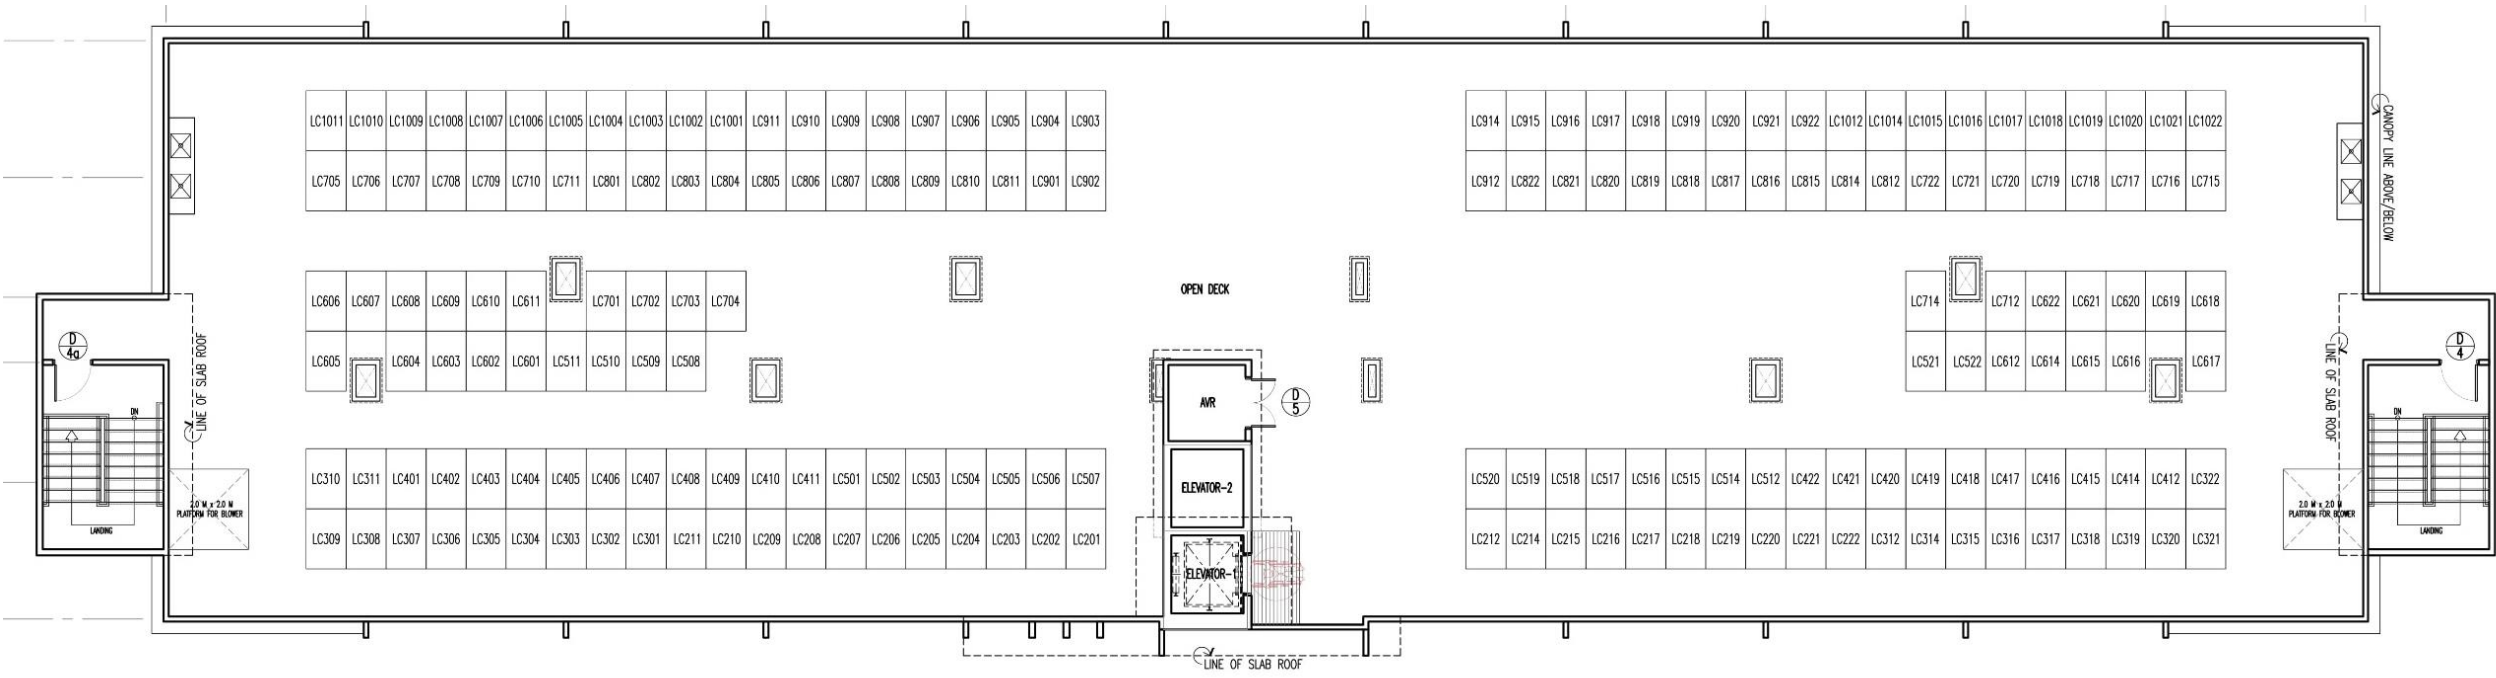 LC1011 LC1010 LC1009 LC1008 LC1007 LC1006 LC1005 LC1004 LC1003 LC1002 LC1001 LC911 LC910 LC909 LC908 LC907 LC906 LC905 LC904 LC903
LC914 LC915 LC916 LC917 LC918 LC919 LC920 LC921 LC922 LC1012 LC1014 LC1015 LC1016 LC1017 LC1018 LC1019 LC1020 LC1021 LC1022
CANOPY LINE ABOVE/BELOW
LC705 LC706 LC707 LC708 LC709 LC710 LC711 LC801 LC802 LC803 LC804 LC805 LC806 LC807 LC808 LC809 LC810 LC811 LC901 LC902
LC912 LC822 LC821 LC820 LC819 LC818 LC817 LC816 LC815 LC814 LC812 LC722 LC721 LC720 LC719 LC718 LC717 LC716 LC715
OPEN DECK
LC606 LC607 LC608 LC609 LC610 LC611 LC701 LC702 LC703 LC704
LC714 LC712 LC622 LC621 LC620 LC619 LC618
D
4a
LINE OF SLAB ROOF
LC605 LC604 LC603 LC602 LC601 LC511 LC510 LC509 LC508
LC521 LC522 LC612 LC614 LC615 LC616 LC617
LINE OF SLAB ROOF
D
4
AVR
D
5
DN
DN
LC310 LC311 LC401 LC402 LC403 LC404 LC405 LC406 LC407 LC408 LC409 LC410 LC411 LC501 LC502 LC503 LC504 LC505 LC506 LC507
ELEVATOR-2
LC520 LC519 LC518 LC517 LC516 LC515 LC514 LC512 LC422 LC421 LC420 LC419 LC418 LC417 LC416 LC415 LC414 LC412 LC322
2.0 M x 2.0 M
PLATFORM FOR BLOWER
2.0 M x 2.0 M
PLATFORM FOR BLOWER
LANDING
LANDING
LC309 LC308 LC307 LC306 LC305 LC304 LC303 LC302 LC301 LC211 LC210 LC209 LC208 LC207 LC206 LC205 LC204 LC203 LC202 LC201
LC212 LC214 LC215 LC216 LC217 LC218 LC219 LC220 LC221 LC222 LC312 LC314 LC315 LC316 LC317 LC318 LC319 LC320 LC321
ELEVATOR-1
LINE OF SLAB ROOF